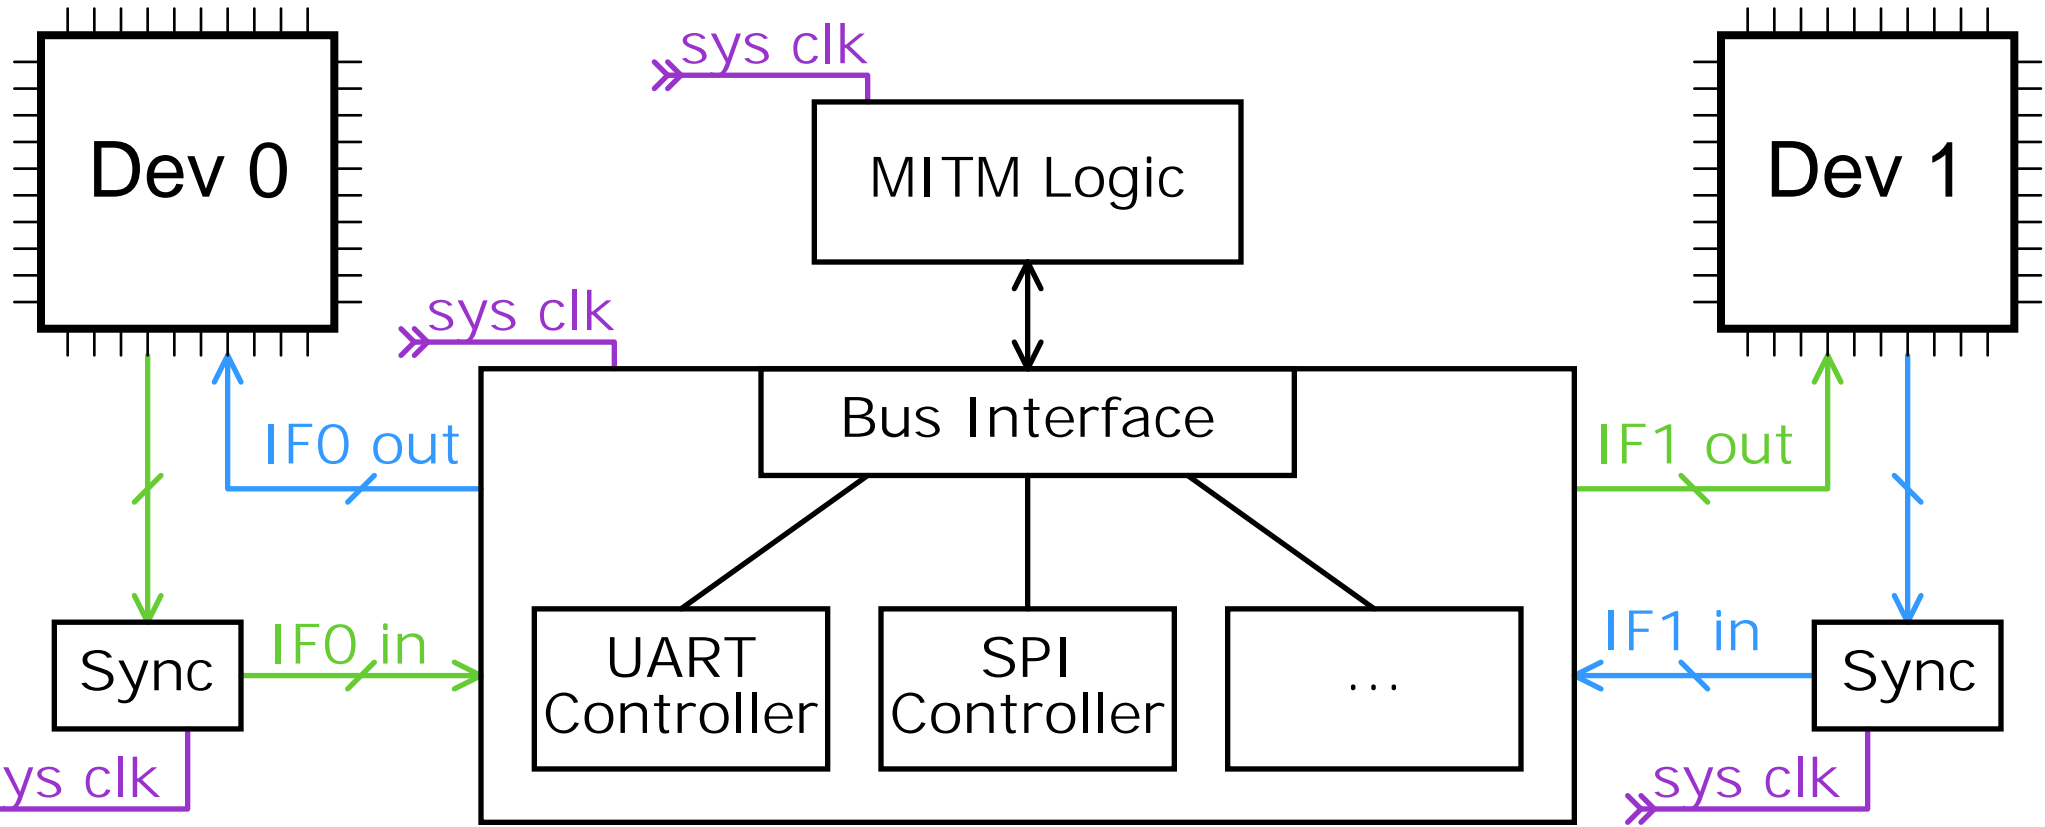 sys clk
Dev 0
MITM Logic
Dev 1
sys clk
Bus Interface
IF0 out
IF1 out
IF0 in
IF1 in
Sync
UART
Controller
SPI
Controller
...
Sync
ys clk
sys clk